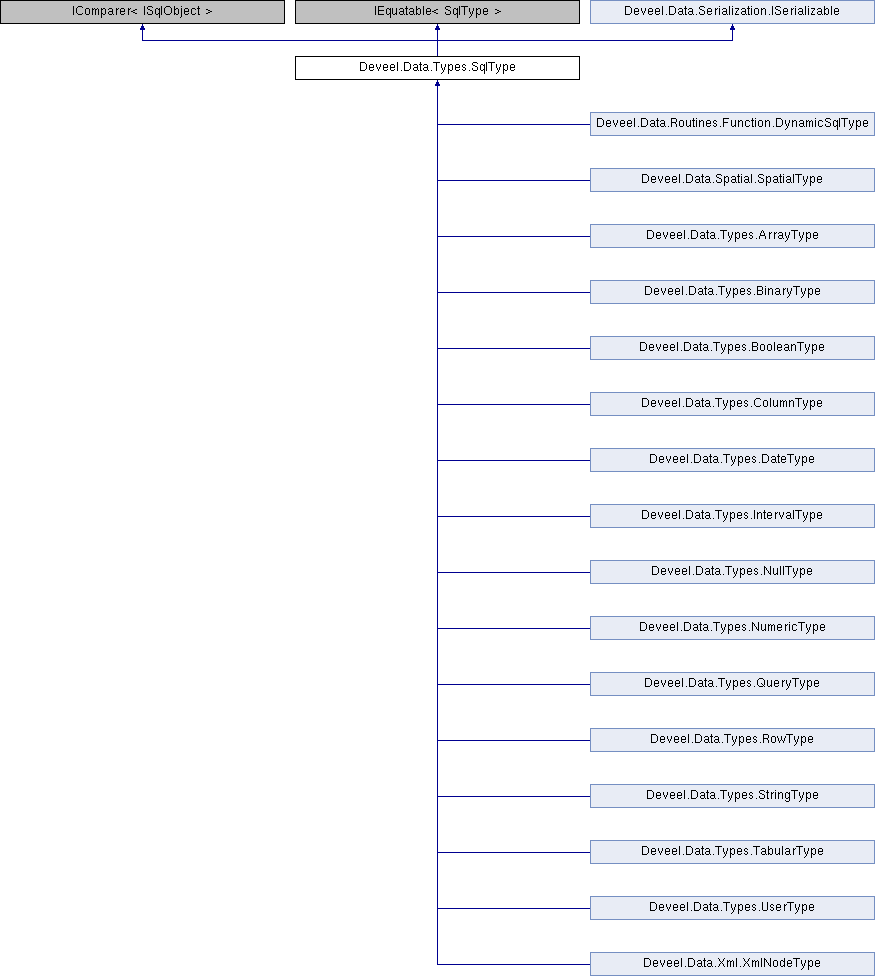 IComparer< ISqlObject >
IEquatable< SqlType >
Deveel.Data.Serialization.ISerializable
Deveel.Data.Types.SqlType
Deveel.Data.Routines.Function.DynamicSqlType
Deveel.Data.Spatial.SpatialType
Deveel.Data.Types.ArrayType
Deveel.Data.Types.BinaryType
Deveel.Data.Types.BooleanType
Deveel.Data.Types.ColumnType
Deveel.Data.Types.DateType
Deveel.Data.Types.IntervalType
Deveel.Data.Types.NullType
Deveel.Data.Types.NumericType
Deveel.Data.Types.QueryType
Deveel.Data.Types.RowType
Deveel.Data.Types.StringType
Deveel.Data.Types.TabularType
Deveel.Data.Types.UserType
Deveel.Data.Xml.XmlNodeType